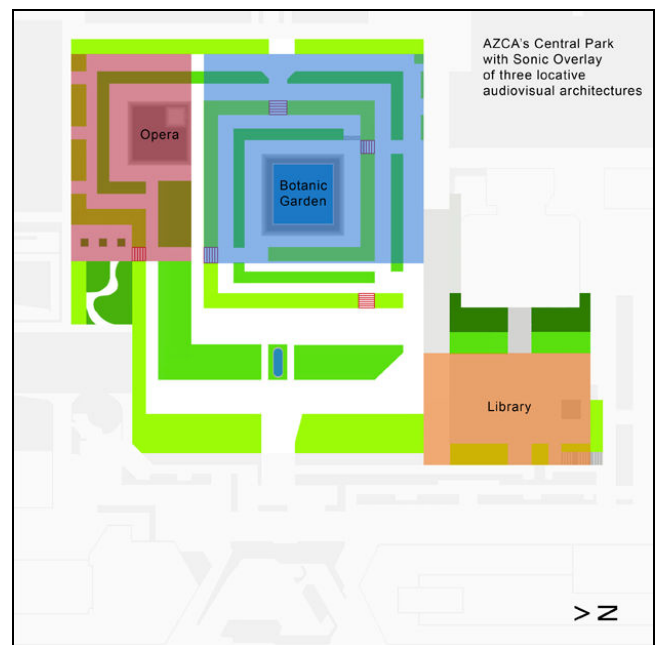 AZCA's Central Park
with Sonic Overlay
of three locative
audiovisual architectures
Opera
Botanic
Garden
Library
> Z